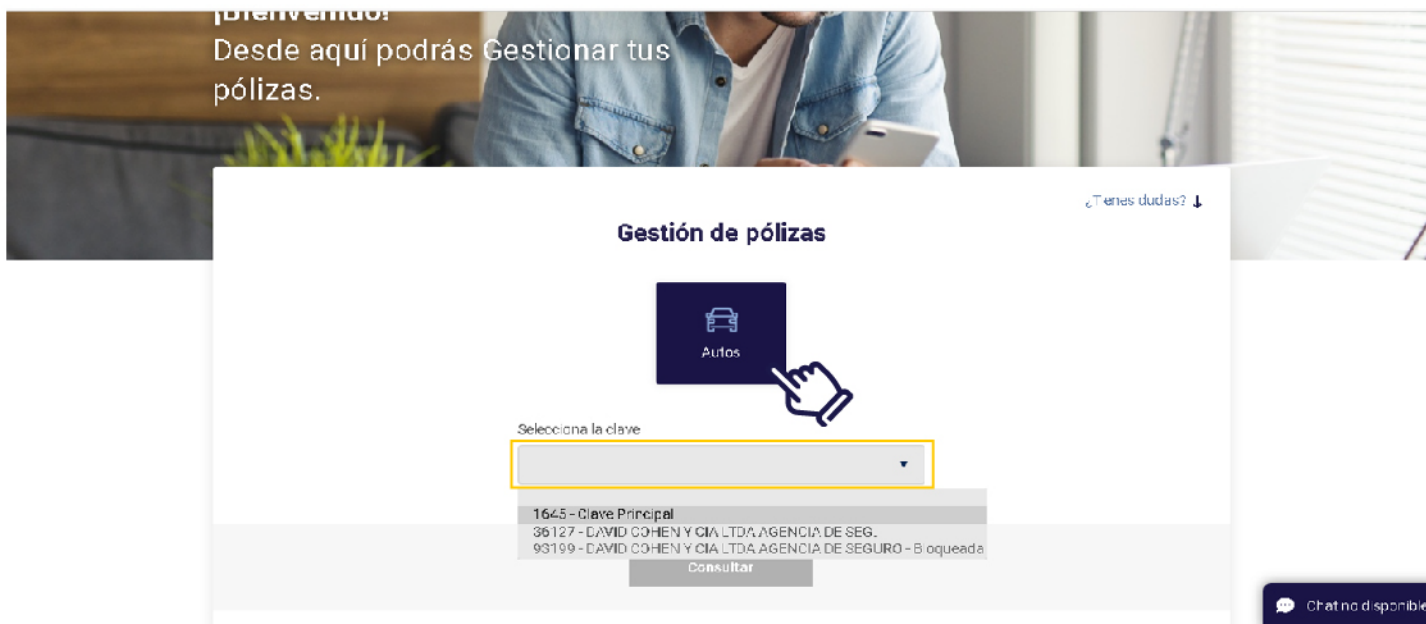 ¡Bienvenido!
Desde aquí podrás Gestionar tus
pólizas.
¿Tienes dudas?
Gestión de pólizas
Autos
Selecciona la clave
1645 - Clave Principal
36127 - DAVID COHEN Y CIA LTDA AGENCIA DE SEG.
93199 - DAVID COHEN Y CIA LTDA AGENCIA DE SEGURO - Bloqueada
Consultar
Chat no disponible